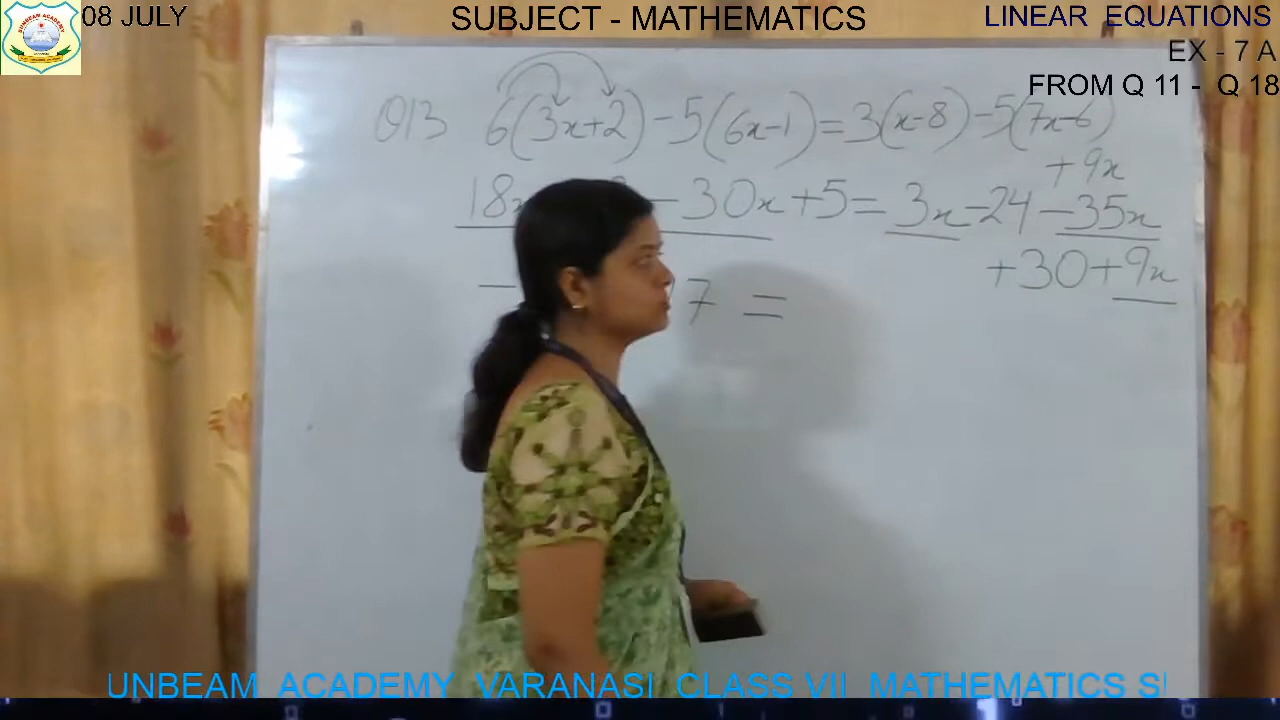 SUNBEAM ACADEMY
08 JULY
SUBJECT - MATHEMATICS
LINEAR EQUATIONS
EX - 7 A
FROM Q 11 - Q 18
Q13 6(3x+2) -5(6x-1) = 3(x-8) -5(7x-6)
+9x
18x -30x +5 = 3x -24 -35x
+30 +9x
- 7 =
UNBEAM ACADEMY VARANASI CLASS VII MATHEMATICS S